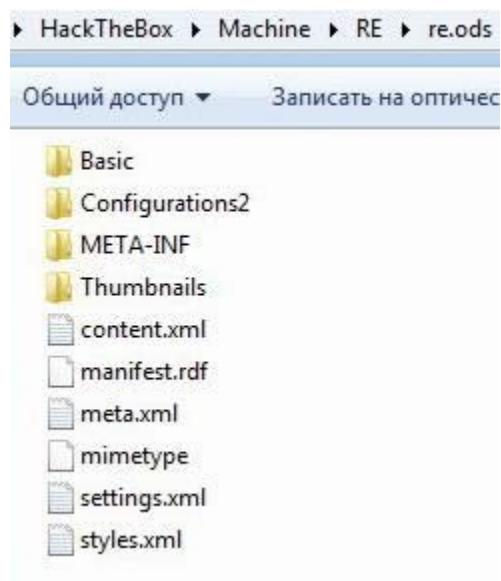 HackTheBox Machine RE re.ods
Общий доступ Записать на оптичес
Basic
Configurations2
META-INF
Thumbnails
content.xml
manifest.rdf
meta.xml
mimetype
settings.xml
styles.xml